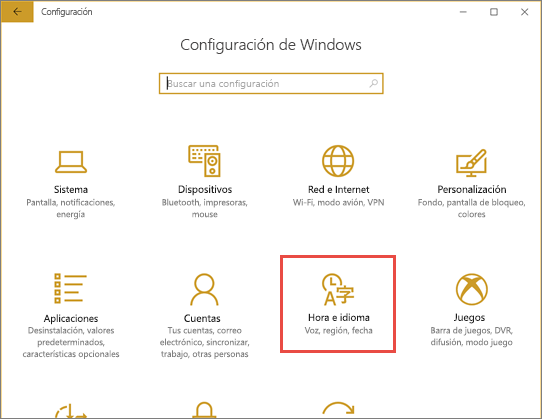 Configuración
Configuración de Windows
Buscar una configuración
Sistema
Pantalla, notificaciones,
energía
Dispositivos
Bluetooth, impresoras,
mouse
Red e Internet
Wi-Fi, modo avión, VPN
Personalización
Fondo, pantalla de bloqueo,
colores
Aplicaciones
Desinstalación, valores
predeterminados,
características opcionales
Cuentas
Tus cuentas, correo
electrónico, sincronizar,
trabajo, otras personas
A字
Hora e idioma
Voz, región, fecha
Juegos
Barra de juegos, DVR,
difusión, modo juego